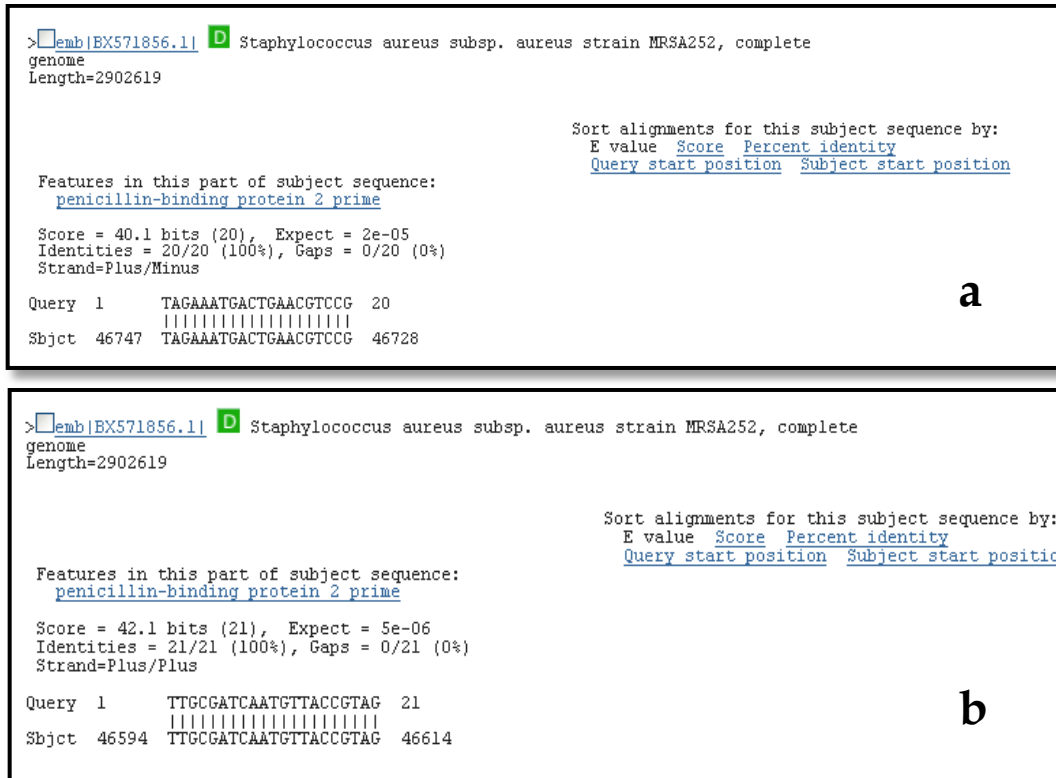 >emb|BX571856.1| D Staphylococcus aureus subsp. aureus strain MRSA252, complete
genome
Length=2902619
Sort alignments for this subject sequence by:
E value Score Percent identity
Query start position Subject start position
Features in this part of subject sequence:
penicillin-binding protein 2 prime
Score = 40.1 bits (20), Expect = 2e-05
Identities = 20/20 (100%), Gaps = 0/20 (0%)
Strand=Plus/Minus
Query 1 TAGAAATGACTGAACGTCCG 20
||||||||||||||||||||
Sbjct 46747 TAGAAATGACTGAACGTCCG 46728
a
>emb|BX571856.1| D Staphylococcus aureus subsp. aureus strain MRSA252, complete
genome
Length=2902619
Sort alignments for this subject sequence by:
E value Score Percent identity
Query start position Subject start positio
Features in this part of subject sequence:
penicillin-binding protein 2 prime
Score = 42.1 bits (21), Expect = 5e-06
Identities = 21/21 (100%), Gaps = 0/21 (0%)
Strand=Plus/Plus
Query 1 TTGCGATCAATGTTACCGTAG 21
|||||||||||||||||||||
Sbjct 46594 TTGCGATCAATGTTACCGTAG 46614
b